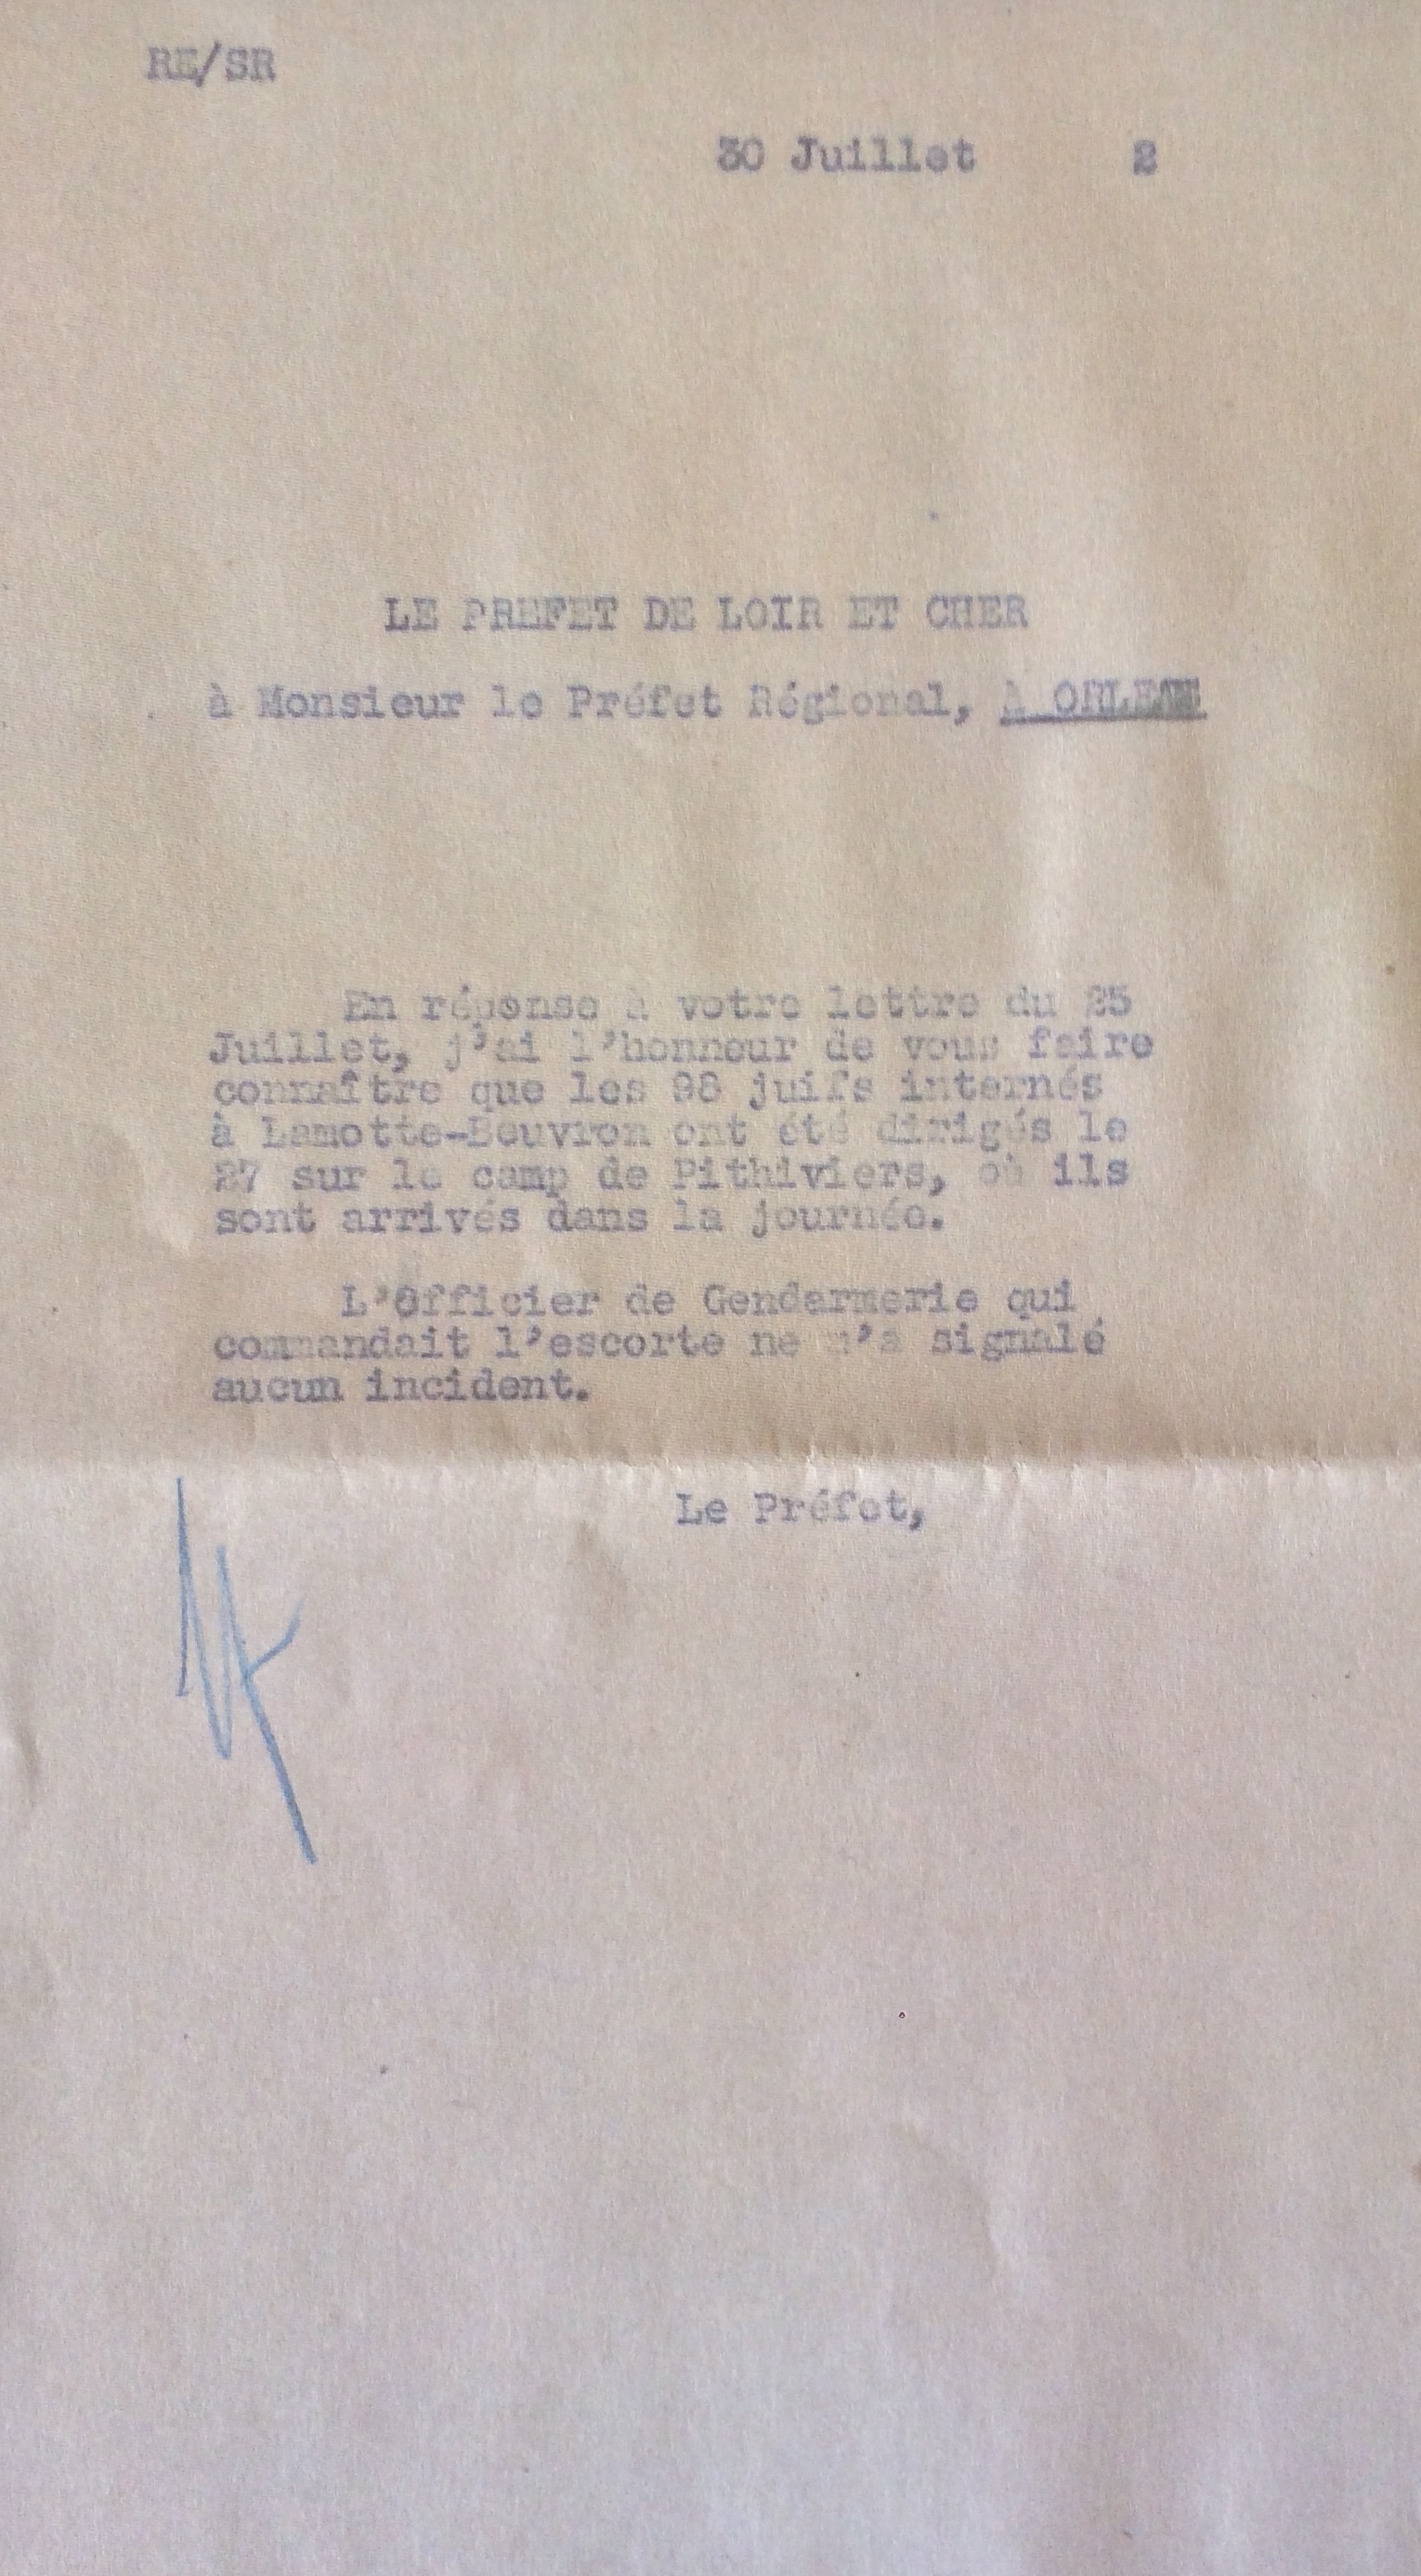 RE/SR
30 Juillet 2
LE PREFET DE LOIR ET CHER
à Monsieur le Préfet Régional, A ORLEANS
En réponse à votre lettre du 25
Juillet, j'ai l'honneur de vous faire
connaître que les 98 juifs internés
à Lamotte-Beuvron ont été dirigés le
27 sur le camp de Pithiviers, où ils
sont arrivés dans la journée.
L'Officier de Gendarmerie qui
commandait l'escorte ne m'a signalé
aucun incident.
Le Préfet,